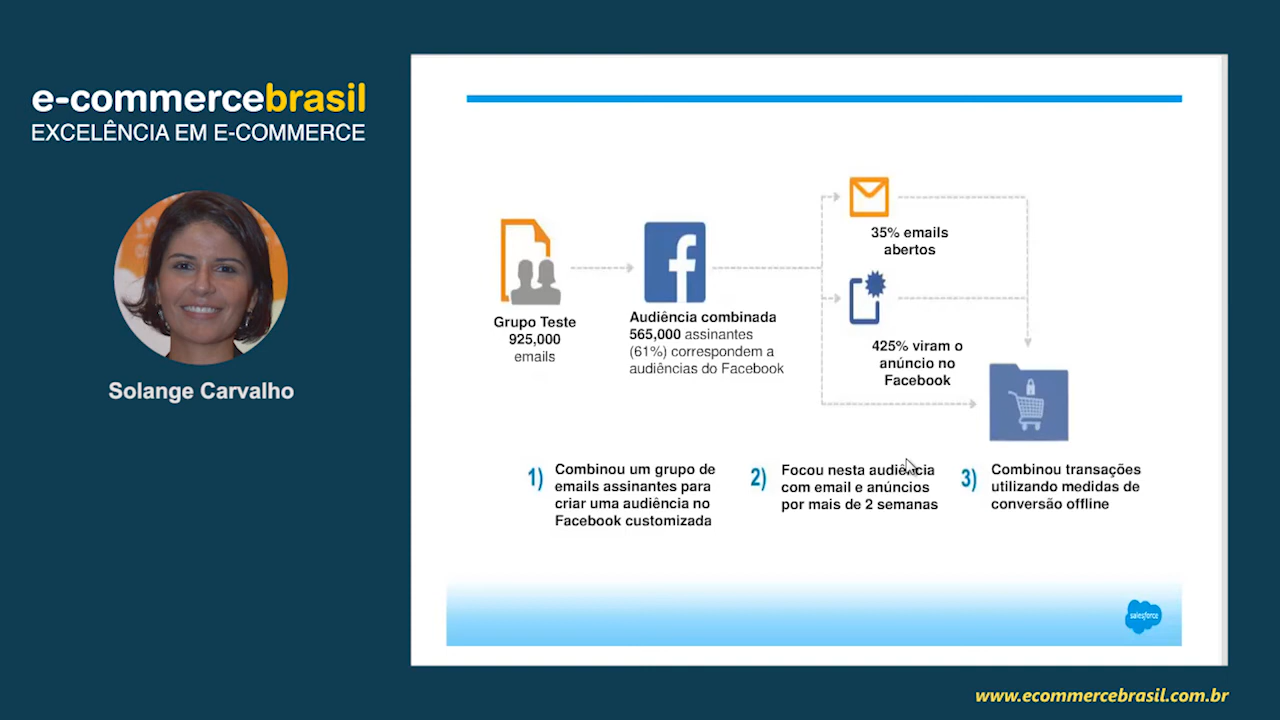 e-commercebrasil
EXCELÊNCIA EM E-COMMERCE
Solange Carvalho
Grupo Teste
925,000
emails
Audiência combinada
565,000 assinantes
(61%) correspondem a
audiências do Facebook
35% emails
abertos
425% viram o
anúncio no
Facebook
1)
Combinou um grupo de
emails assinantes para
criar uma audiência no
Facebook customizada
2)
Focou nesta audiência
com email e anúncios
por mais de 2 semanas
3)
Combinou transações
utilizando medidas de
conversão offline
salesforce
www.ecommercebrasil.com.br